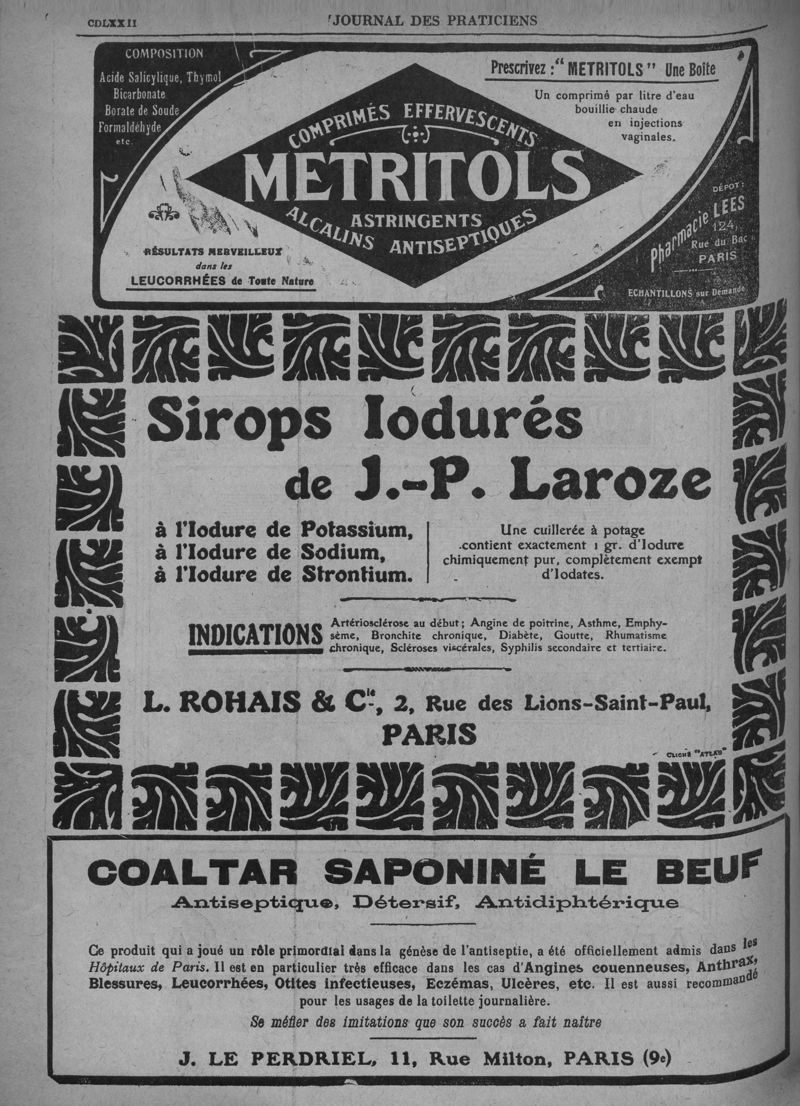 CDLXXII
JOURNAL DES PRATICIENS
COMPOSITION
Acide Salicylique, Thymol
Bicarbonate
Borate de Soude
Formaldéhyde
etc
Prescrivez : "METRITOLS" Une Boîte
Un comprimé par litre d'eau
bouillie chaude
en injections
vaginales.
COMPRIMÉS EFFERVESCENTS
METRITOLS
ASTRINGENTS
ALCALINS ANTISEPTIQUES
RÉSULTATS MERVEILLEUX
dans les
LEUCORRHÉES de Toute Nature
DÉPOT:
Pharmacie LEES
124,
Rue du Bac
PARIS
ECHANTILLONS sur Demande
Sirops Iodurés
de J.-P. Laroze
à l'Iodure de Potassium,
à l'Iodure de Sodium,
à l'Iodure de Strontium.
Une cuillerée à potage
contient exactement 1 gr. d'Iodure
chimiquement pur, complètement exempt
d'Iodates.
INDICATIONS
Artériosclérose au début; Angine de poitrine, Asthme, Emphy-
sème, Bronchite chronique, Diabète, Goutte, Rhumatisme
chronique, Scléroses viscérales, Syphilis secondaire et tertiaire.
L. ROHAIS & Cie, 2, Rue des Lions-Saint-Paul,
PARIS
CLICHÉ "ATLAS"
COALTAR SAPONINÉ LE BEUF
Antiseptique, Détersif, Antidiphtérique
Ce produit qui a joué un rôle primordial dans la génèse de l'antiseptie, a été officiellement admis dans les
Hôpitaux de Paris. Il est en particulier très efficace dans les cas d'Angines couenneuses, Anthrax,
Blessures, Leucorrhées, Otites infectieuses, Eczémas, Ulcères, etc. Il est aussi recommandé
pour les usages de la toilette journalière.
Se méfier des imitations que son succès a fait naître
J. LE PERDRIEL, 11, Rue Milton, PARIS (9e)